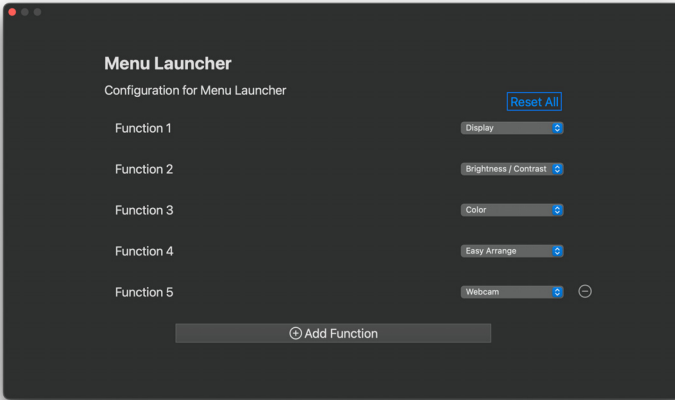 Menu Launcher
Configuration for Menu Launcher
Reset All
Function 1 Display
Function 2 Brightness / Contrast
Function 3 Color
Function 4 Easy Arrange
Function 5 Webcam
Add Function